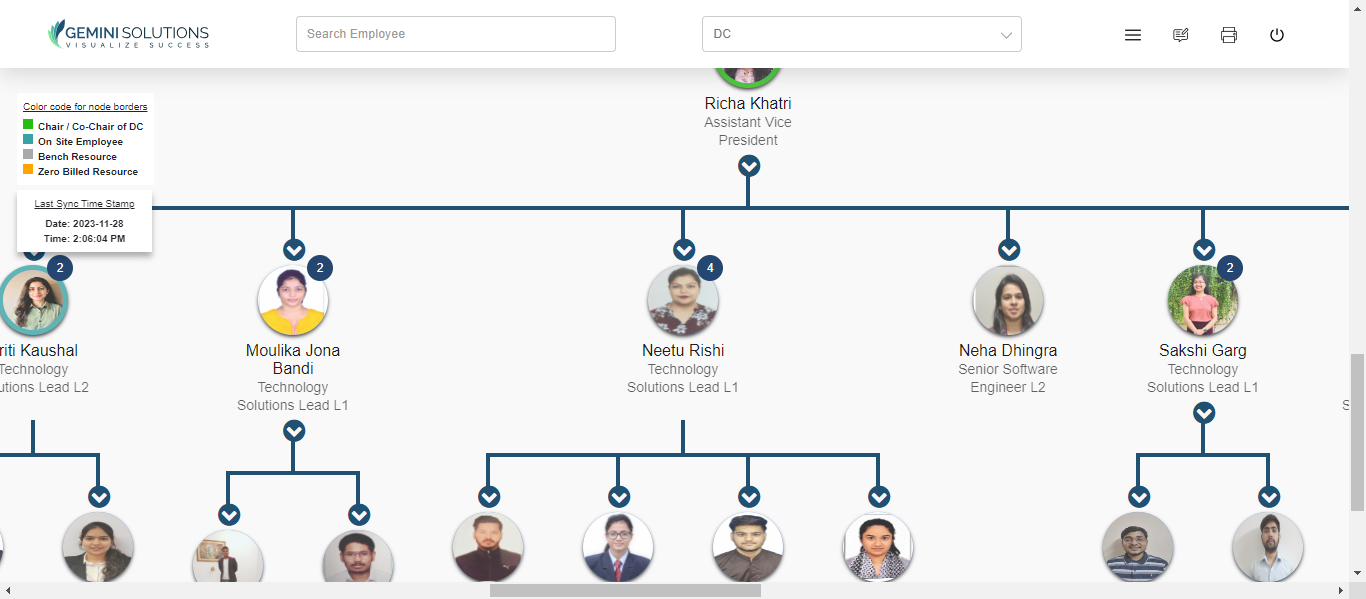 GEMINI SOLUTIONS
VISUALIZE SUCCESS
Search Employee
DC
Color code for node borders
Chair / Co-Chair of DC
On Site Employee
Bench Resource
Zero Billed Resource
Last Sync Time Stamp
Date: 2023-11-28
Time: 2:06:04 PM
Richa Khatri
Assistant Vice
President
2
riti Kaushal
Technology
utions Lead L2
2
Moulika Jona
Bandi
Technology
Solutions Lead L1
4
Neetu Rishi
Technology
Solutions Lead L1
Neha Dhingra
Senior Software
Engineer L2
2
Sakshi Garg
Technology
Solutions Lead L1
S